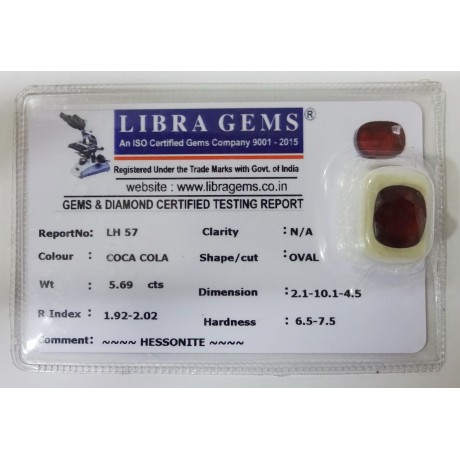 LIBRA GEMS ®
An ISO Certified Gems Company 9001 - 2015
Registered Under the Trade Marks with Govt. of India
website : www.libragems.co.in
GEMS & DIAMOND CERTIFIED TESTING REPORT
ReportNo: LH 57 Clarity : N/A
Colour : COCA COLA Shape/cut :OVAL
Wt : 5.69 cts Dimension : 2.1-10.1-4.5
R.Index : 1.92-2.02 Hardness : 6.5-7.5
Comment: ~~~~ HESSONITE ~~~~